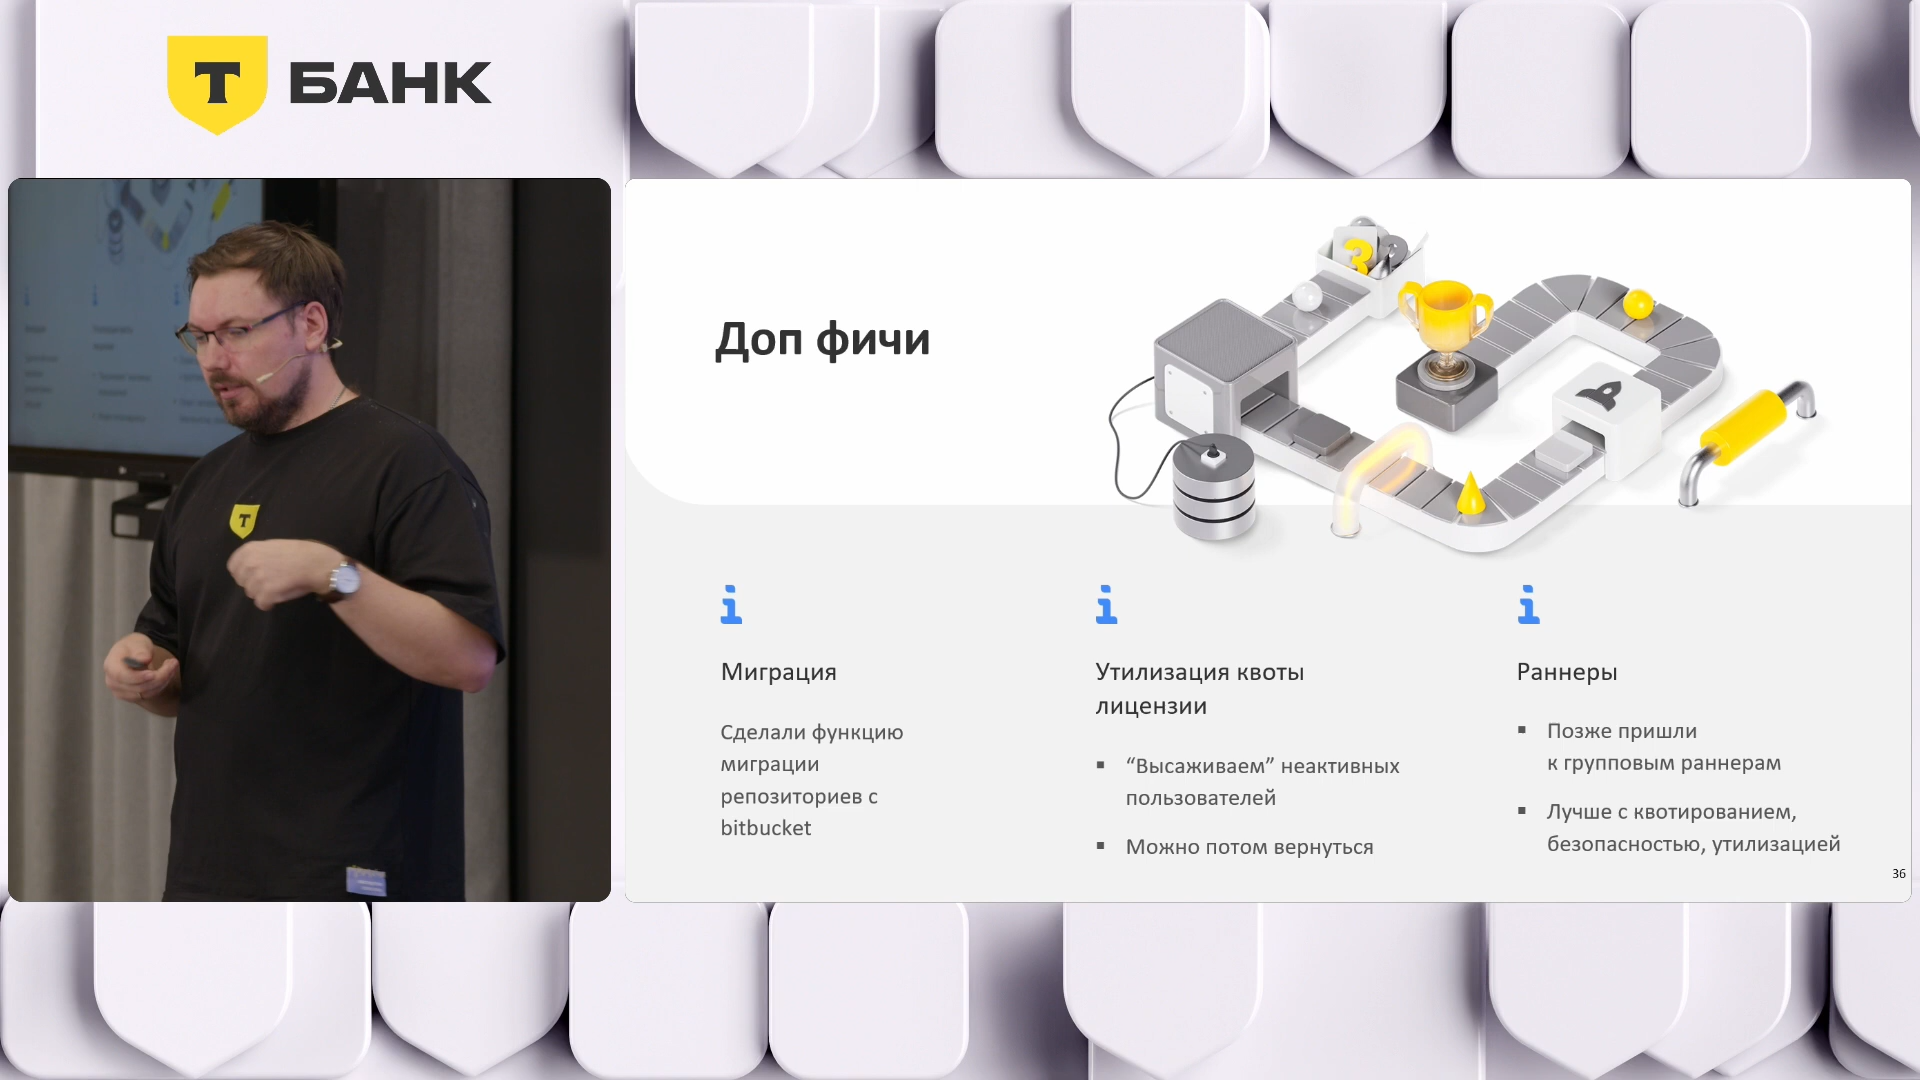 Т БАНК
Доп фичи
Миграция
Сделали функцию
миграции
репозиториев с
bitbucket
Утилизация квоты
лицензии
▪ “Высаживаем” неактивных
пользователей
▪ Можно потом вернуться
Раннеры
▪ Позже пришли
к групповым раннерам
▪ Лучше с квотированием,
безопасностью, утилизацией
36
3
Т